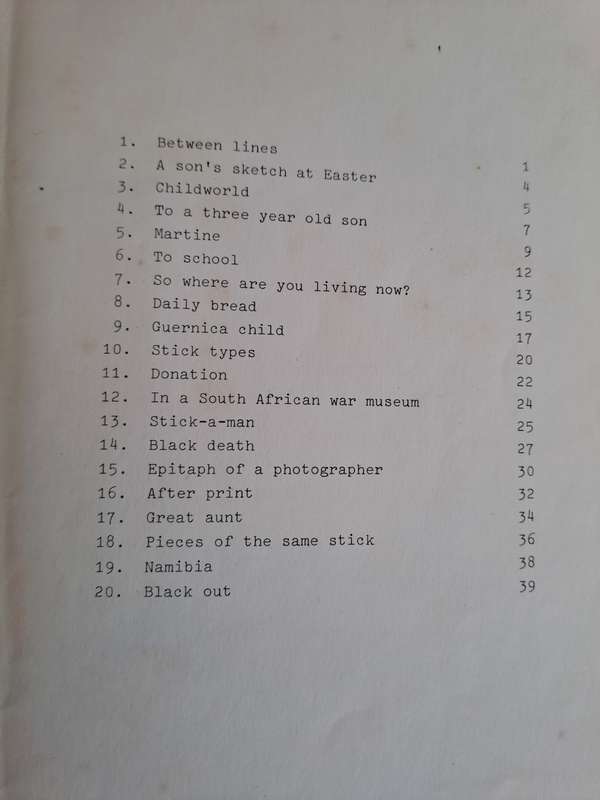 1. Between lines 1
2. A son's sketch at Easter 4
3. Childworld 5
4. To a three year old son 7
5. Martine 9
6. To school 12
7. So where are you living now? 13
8. Daily bread 15
9. Guernica child 17
10. Stick types 20
11. Donation 22
12. In a South African war museum 24
13. Stick-a-man 25
14. Black death 27
15. Epitaph of a photographer 30
16. After print 32
17. Great aunt 34
18. Pieces of the same stick 36
19. Namibia 38
20. Black out 39